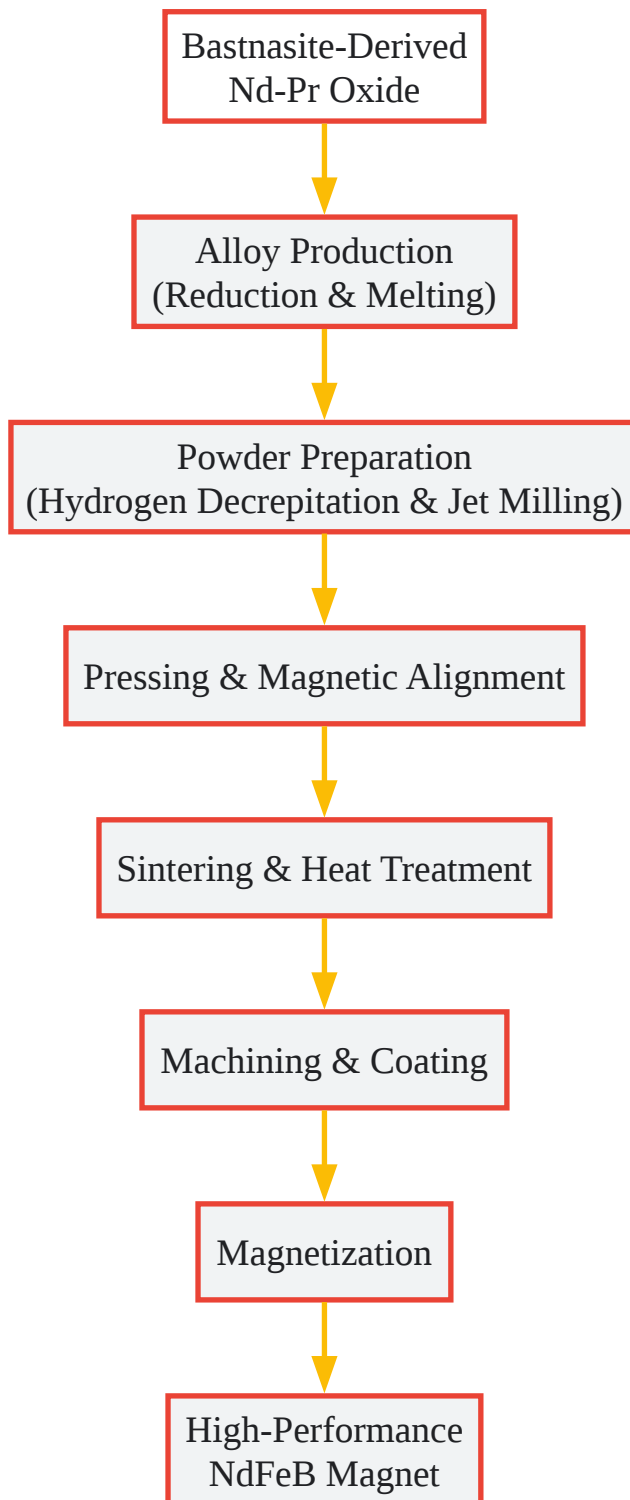 Bastnasite-Derived
Nd-Pr Oxide
Alloy Production
(Reduction & Melting)
Powder Preparation
(Hydrogen Decrepitation & Jet Milling)
Pressing & Magnetic Alignment
Sintering & Heat Treatment
Machining & Coating
Magnetization
High-Performance
NdFeB Magnet